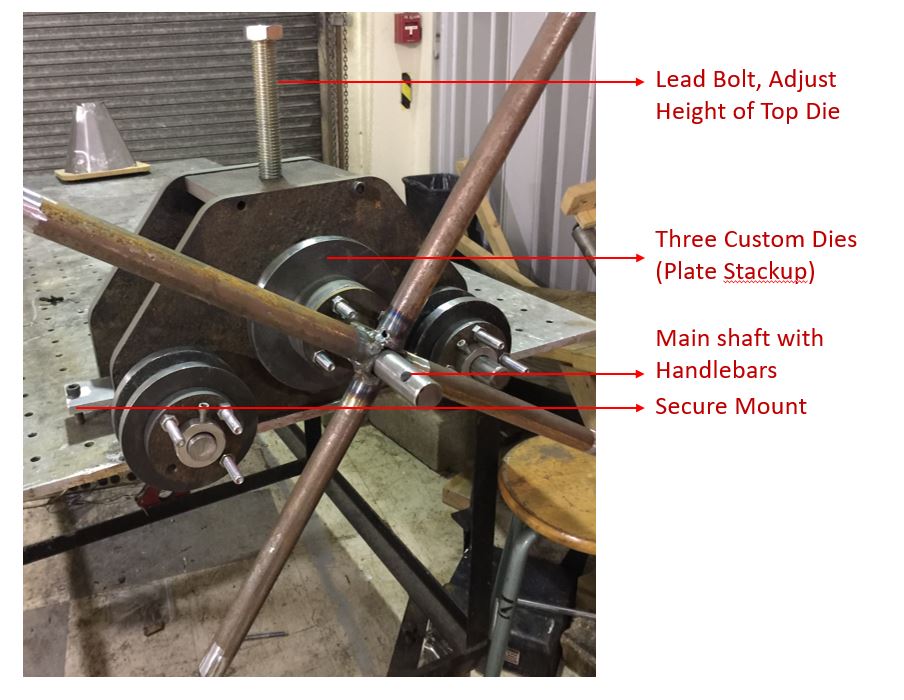 Lead Bolt, Adjust
Height of Top Die
Three Custom Dies
(Plate Stackup)
Main shaft with
Handlebars
Secure Mount